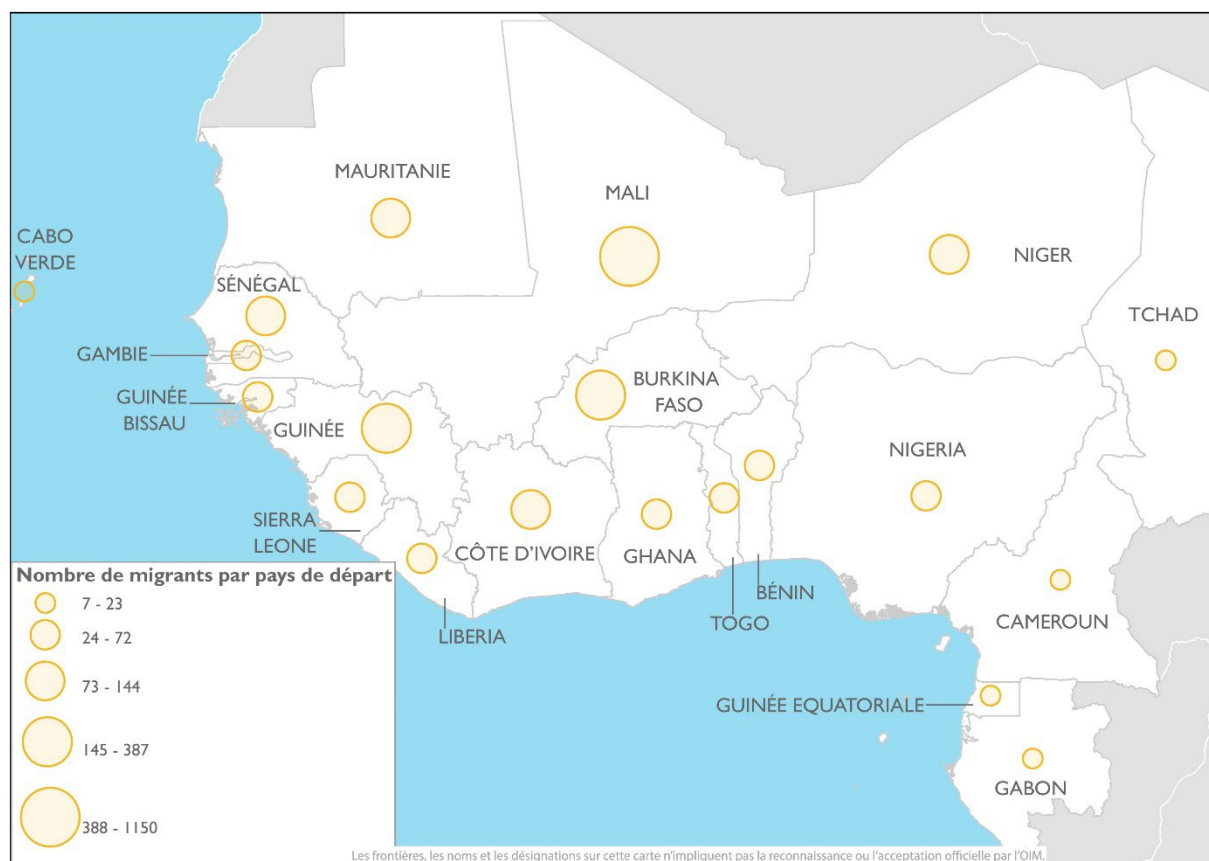 MAURITANIE
MALI
CABO
VERDE
NIGER
SÉNÉGAL
TCHAD
GAMBIE
BURKINA
FASO
GUINÉE
BISSAU
GUINÉE
NIGERIA
SIERRA
LEONE
CÔTE D'IVOIRE
GHANA
BÉNIN
TOGO
LIBERIA
CAMEROUN
GUINÉE EQUATORIALE
GABON
Nombre de migrants par pays de départ
7 - 23
24 - 72
73 - 144
145 - 387
388 - 1150
Les frontières, les noms et les désignations sur cette carte n'impliquent pas la reconnaissance ou l'acceptation officielle par l'OIM.